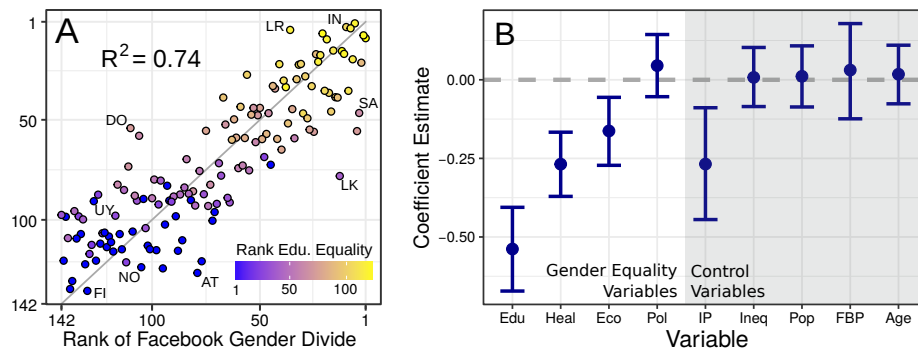 A
R² = 0.74
LR
IN
SA
DO
LK
UY
NO
AT
FI
Rank Edu. Equality
1 50 100
1
50
100
142
142 100 50 1
Rank of Facebook Gender Divide
B
Coefficient Estimate
0.00
−0.25
−0.50
Gender Equality
Variables
Control
Variables
Edu Heal Eco Pol IP Ineq Pop FBP Age
Variable